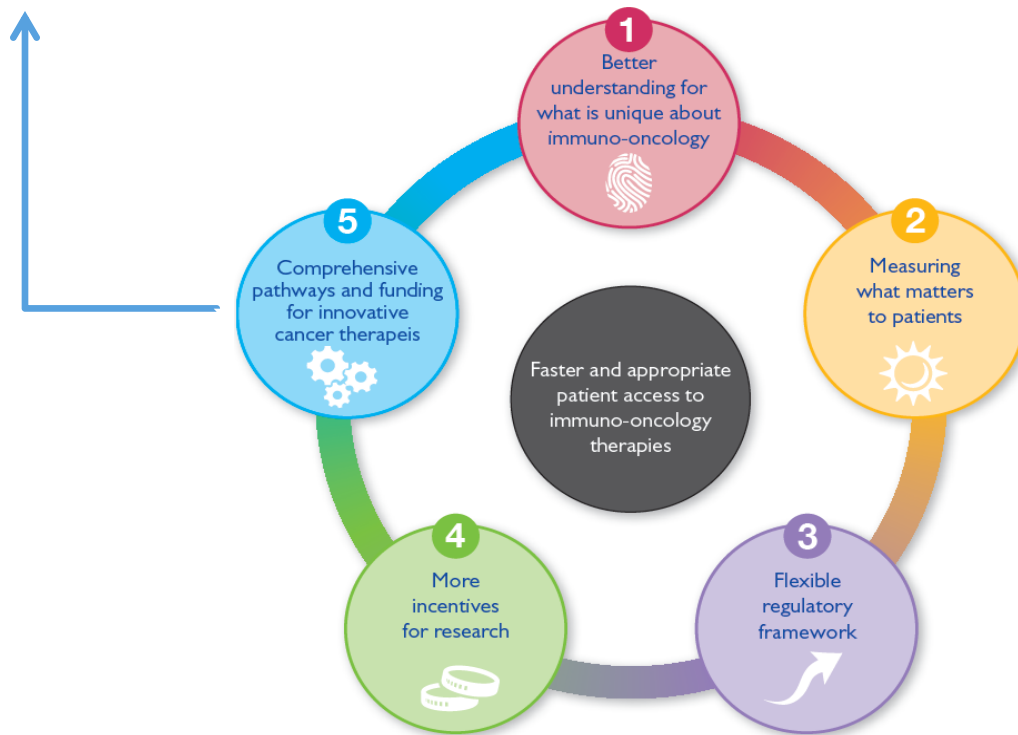 1
Better
understanding for
what is unique about
immuno-oncology
2
Measuring
what matters
to patients
3
Flexible
regulatory
framework
4
More
incentives
for research
5
Comprehensive
pathways and funding
for innovative
cancer therapeis
Faster and appropriate
patient access to
immuno-oncology
therapies